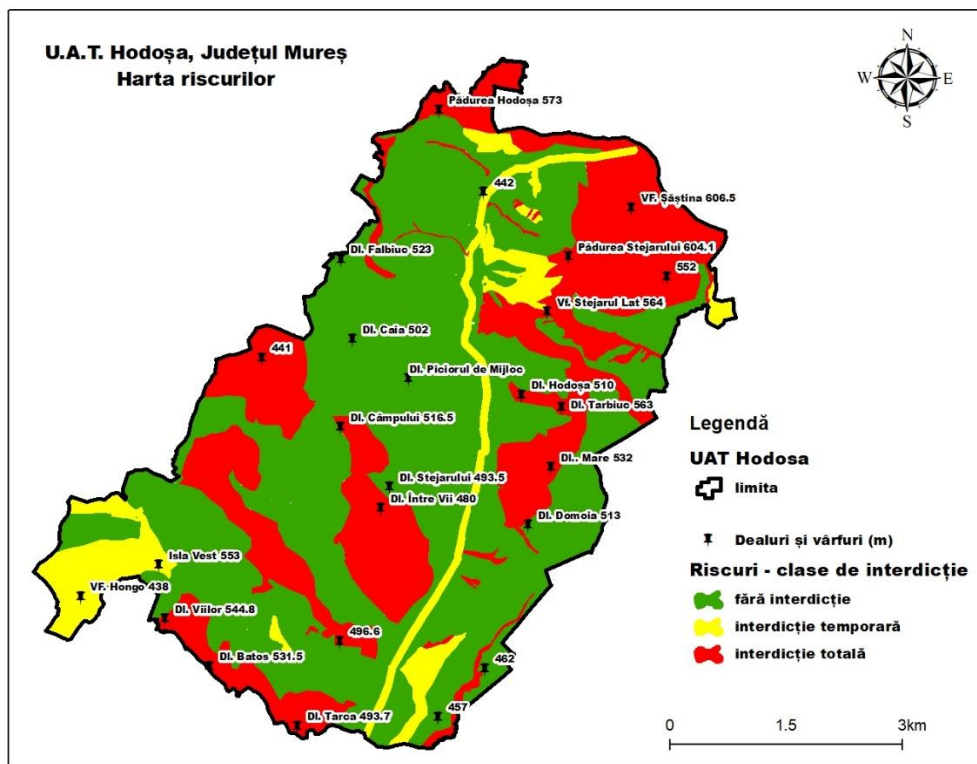 U.A.T. Hodoșa, Județul Mureș
Harta riscurilor
N
W E
S
Pădurea Hodoșa 573
442
VF. Șăștina 606.5
Dl. Falbiuc 523
Pădurea Stejarului 604.1
552
Vf. Stejarul Lat 564
Dl. Caia 502
441
Dl. Piciorul de Mijloc
Dl. Hodoșa 510
Dl. Tarbiuc 563
Dl. Câmpului 516.5
Dl.. Mare 532
Dl. Stejarului 493.5
Dl. Între Vii 480
Dl. Domoia 513
Isla Vest 553
VF. Hongo 438
Dl. Viilor 544.8
496.6
Dl. Batos 531.5
462
457
Dl. Tarca 493.7
Legendă
UAT Hodosa
limita
Dealuri și vârfuri (m)
Riscuri - clase de interdicție
fără interdicție
interdicție temporară
interdicție totală
0 1.5 3km